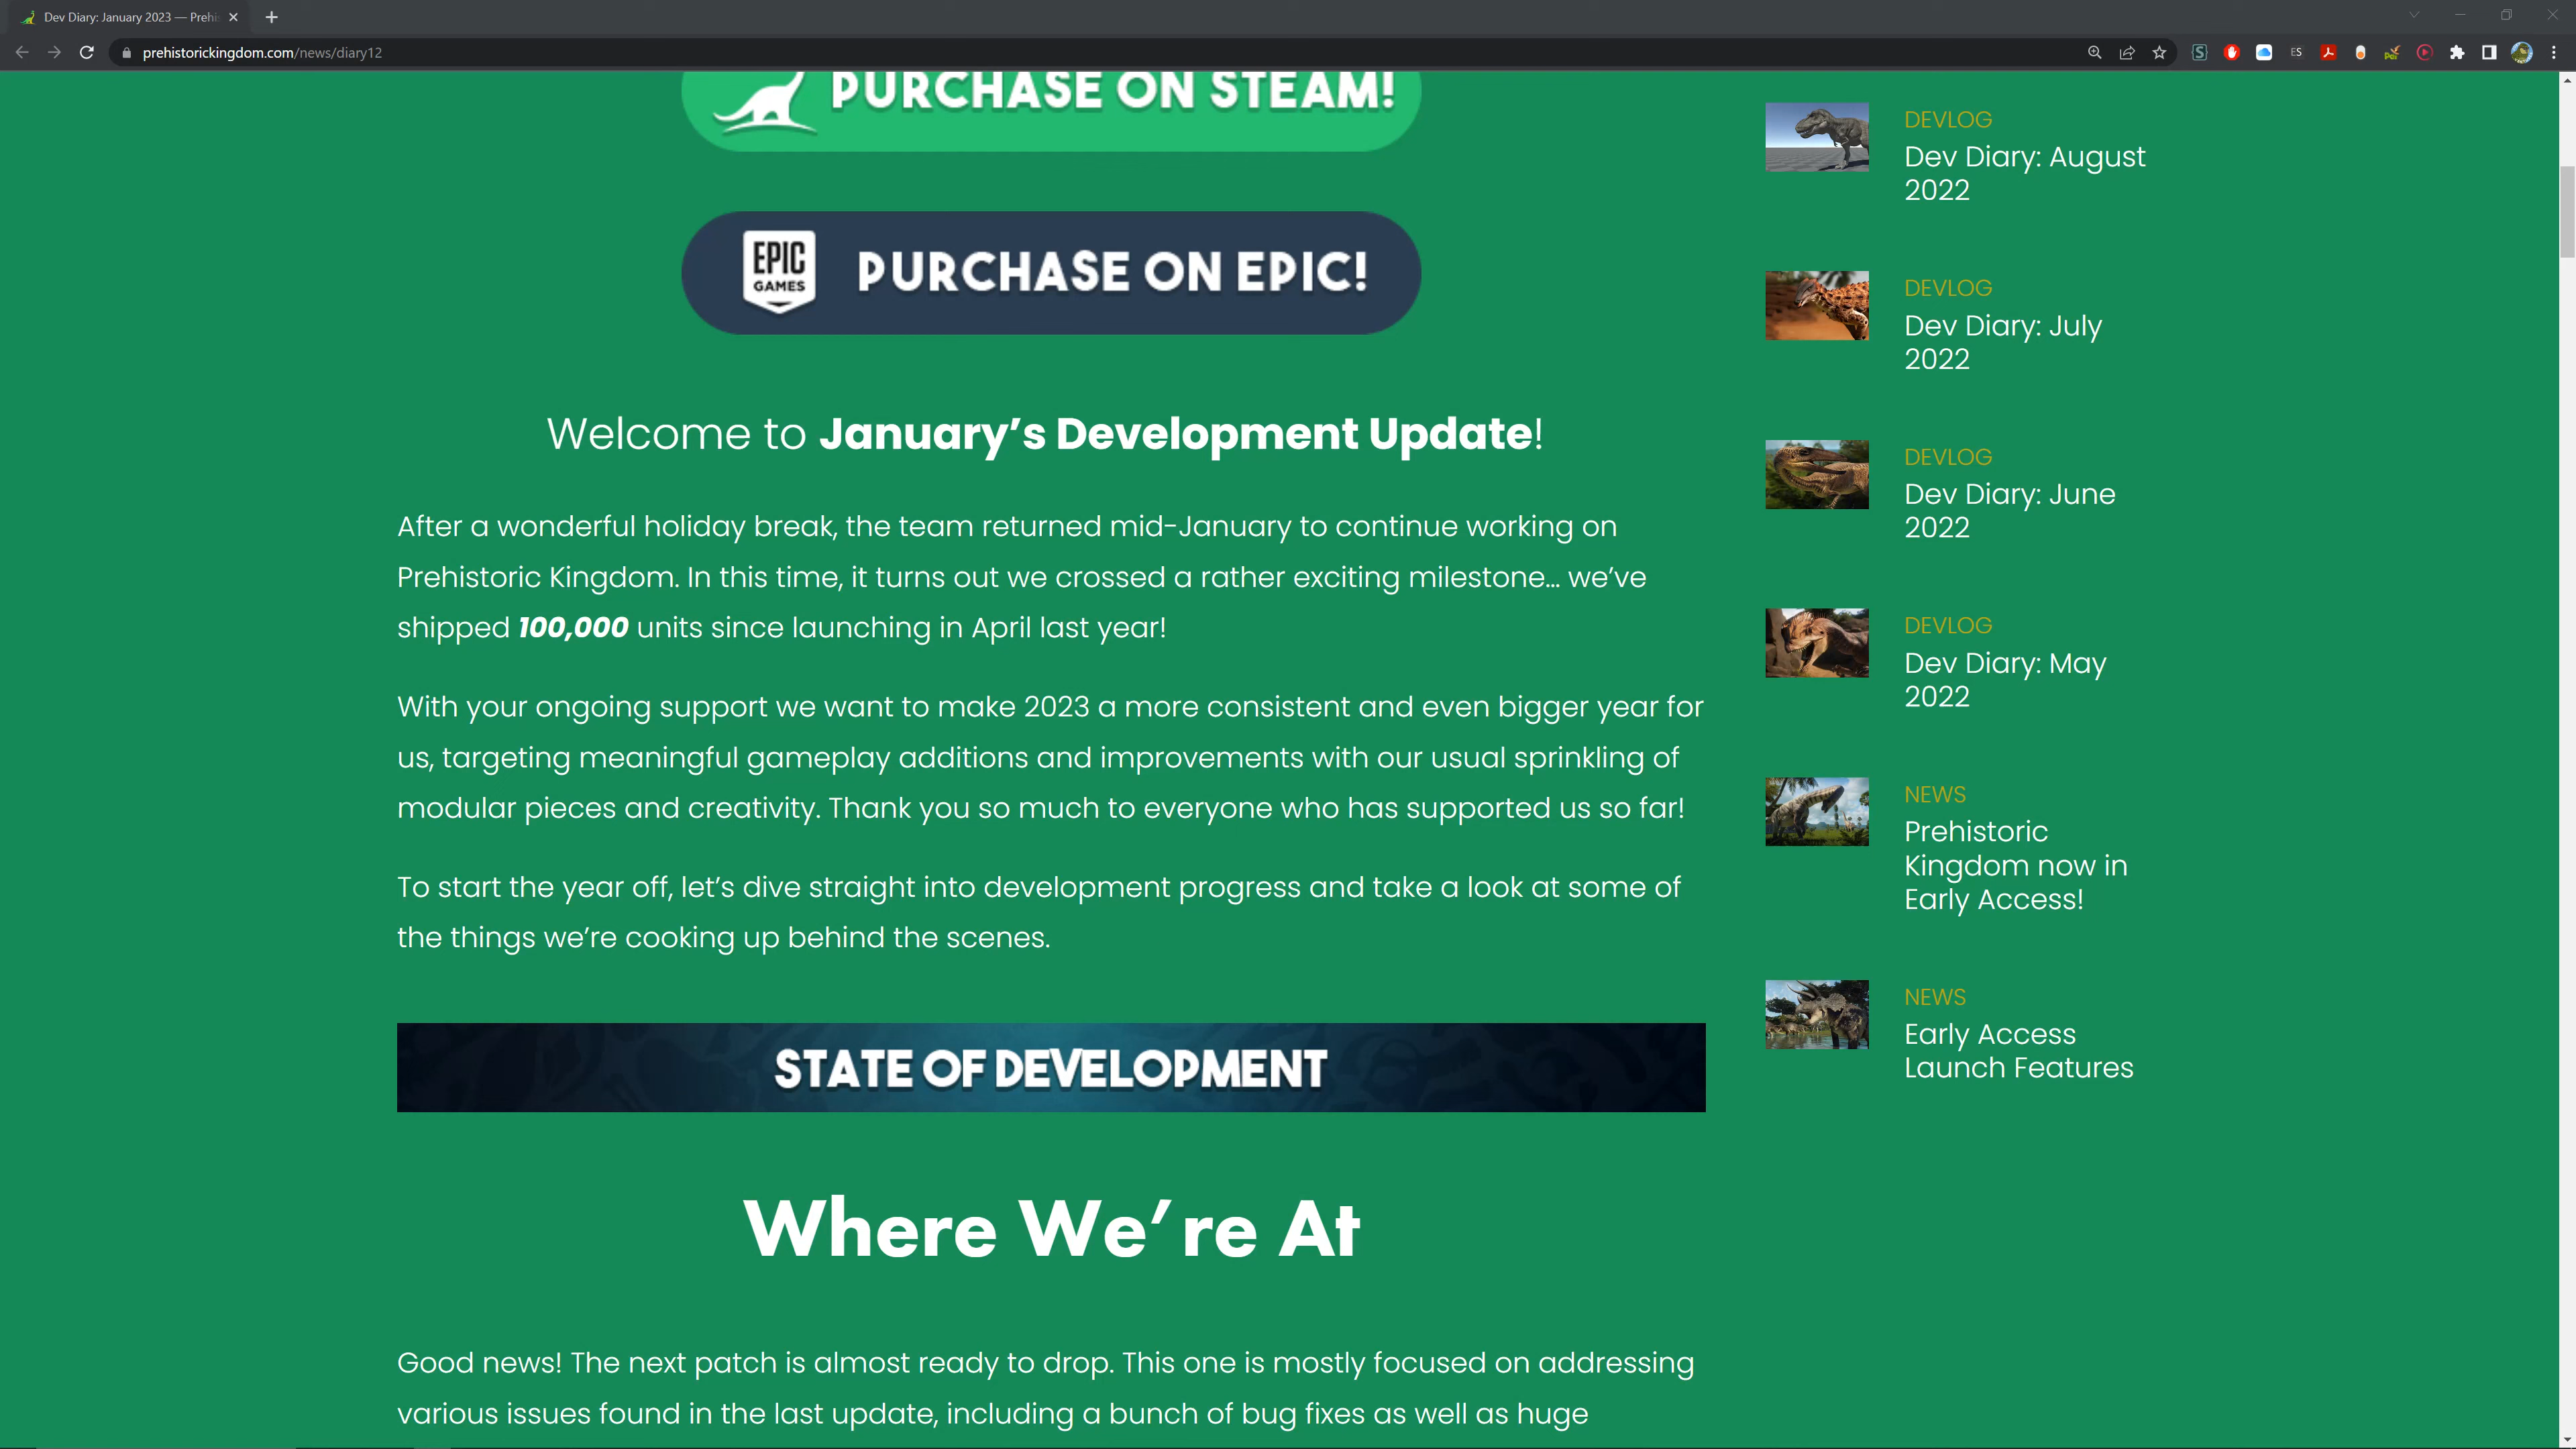 Dev Diary: January 2023 — Prehi
prehistorickingdom.com/news/diary12
PURCHASE ON STEAM!
EPIC
GAMES
PURCHASE ON EPIC!
Welcome to January’s Development Update!
After a wonderful holiday break, the team returned mid-January to continue working on
Prehistoric Kingdom. In this time, it turns out we crossed a rather exciting milestone... we’ve
shipped 100,000 units since launching in April last year!
With your ongoing support we want to make 2023 a more consistent and even bigger year for
us, targeting meaningful gameplay additions and improvements with our usual sprinkling of
modular pieces and creativity. Thank you so much to everyone who has supported us so far!
To start the year off, let’s dive straight into development progress and take a look at some of
the things we’re cooking up behind the scenes.
STATE OF DEVELOPMENT
Where We’re At
Good news! The next patch is almost ready to drop. This one is mostly focused on addressing
various issues found in the last update, including a bunch of bug fixes as well as huge
DEVLOG
Dev Diary: August
2022
DEVLOG
Dev Diary: July
2022
DEVLOG
Dev Diary: June
2022
DEVLOG
Dev Diary: May
2022
NEWS
Prehistoric
Kingdom now in
Early Access!
NEWS
Early Access
Launch Features